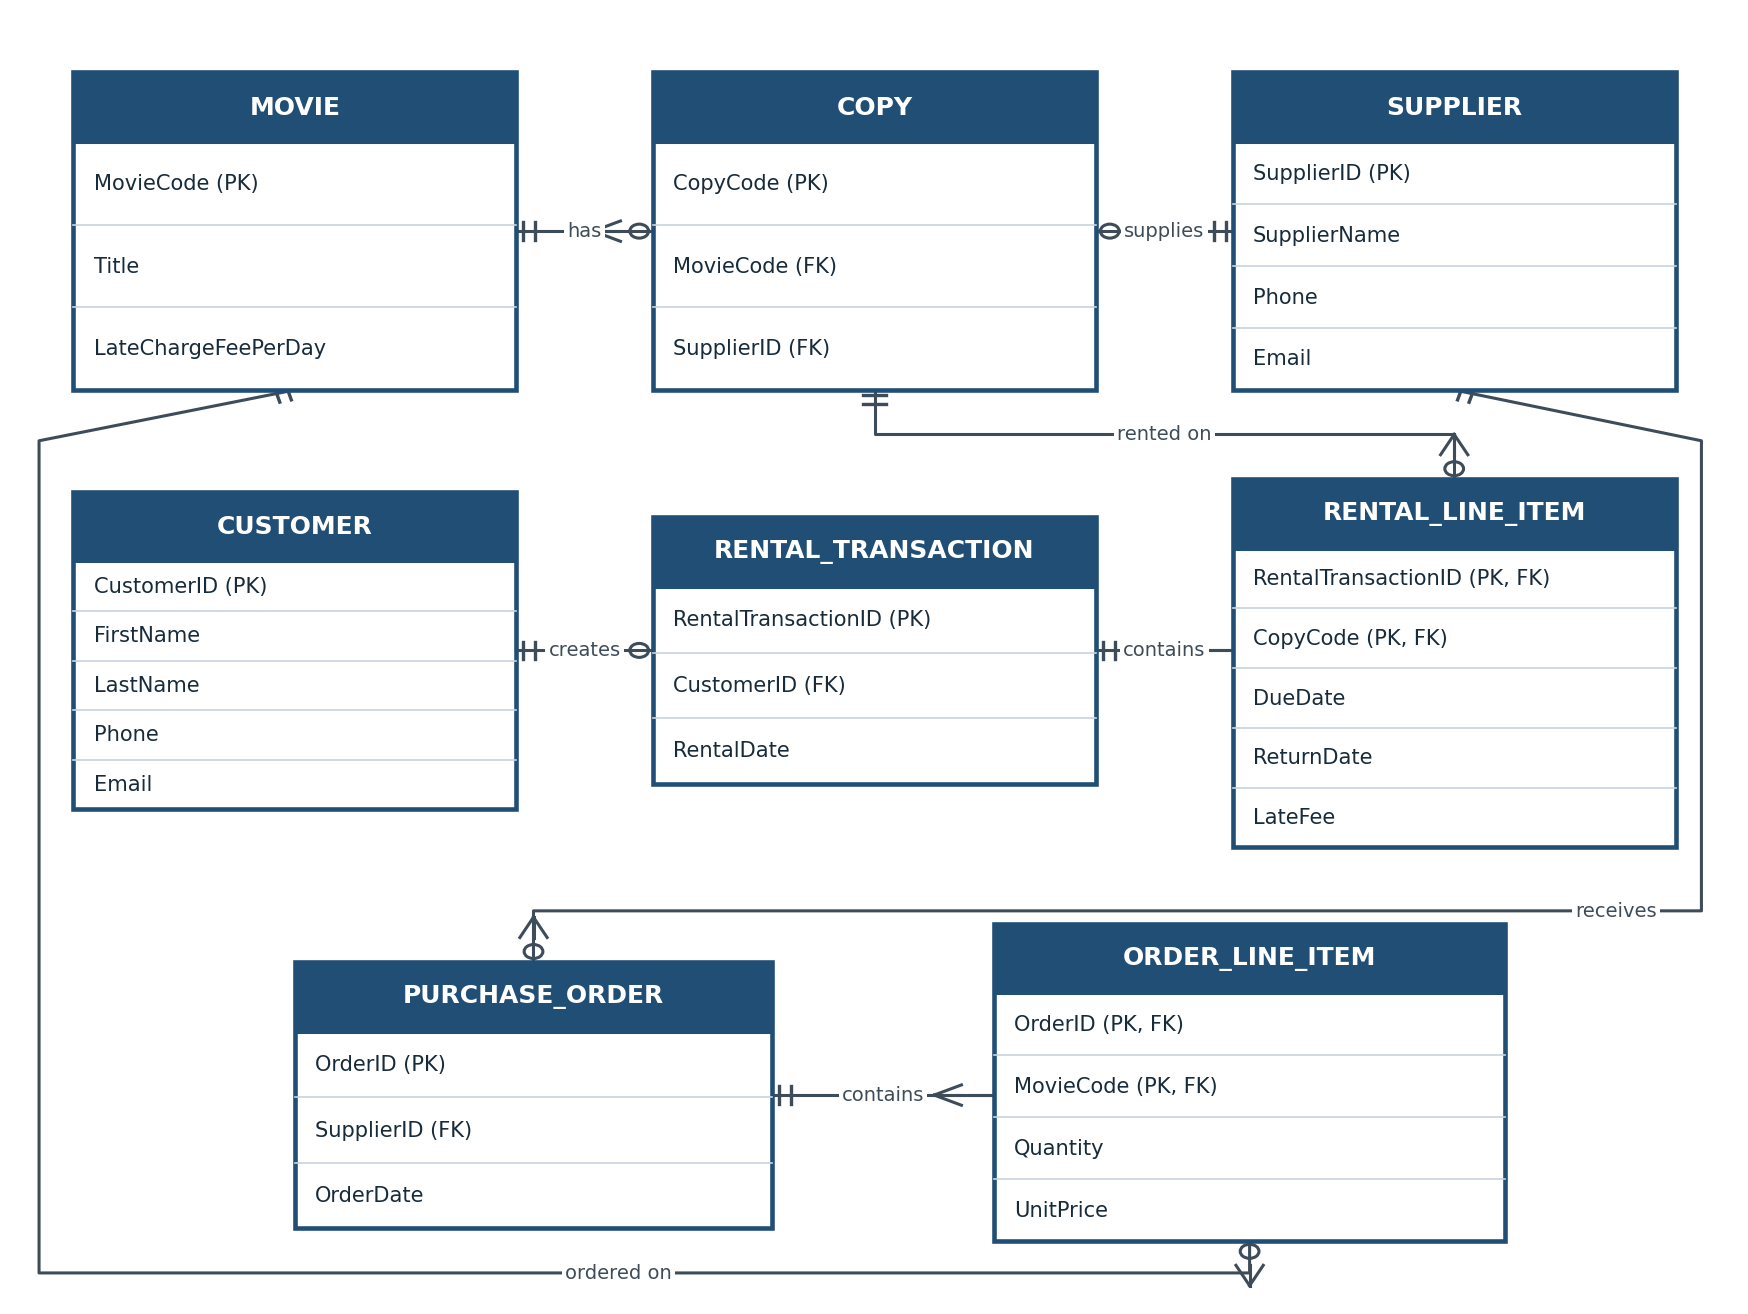 MOVIE
MovieCode (PK)
Title
LateChargeFeePerDay
has
COPY
CopyCode (PK)
MovieCode (FK)
SupplierID (FK)
supplies
SUPPLIER
SupplierID (PK)
SupplierName
Phone
Email
rented on
CUSTOMER
CustomerID (PK)
FirstName
LastName
Phone
Email
creates
RENTAL_TRANSACTION
RentalTransactionID (PK)
CustomerID (FK)
RentalDate
contains
RENTAL_LINE_ITEM
RentalTransactionID (PK, FK)
CopyCode (PK, FK)
DueDate
ReturnDate
LateFee
receives
PURCHASE_ORDER
OrderID (PK)
SupplierID (FK)
OrderDate
contains
ORDER_LINE_ITEM
OrderID (PK, FK)
MovieCode (PK, FK)
Quantity
UnitPrice
ordered on